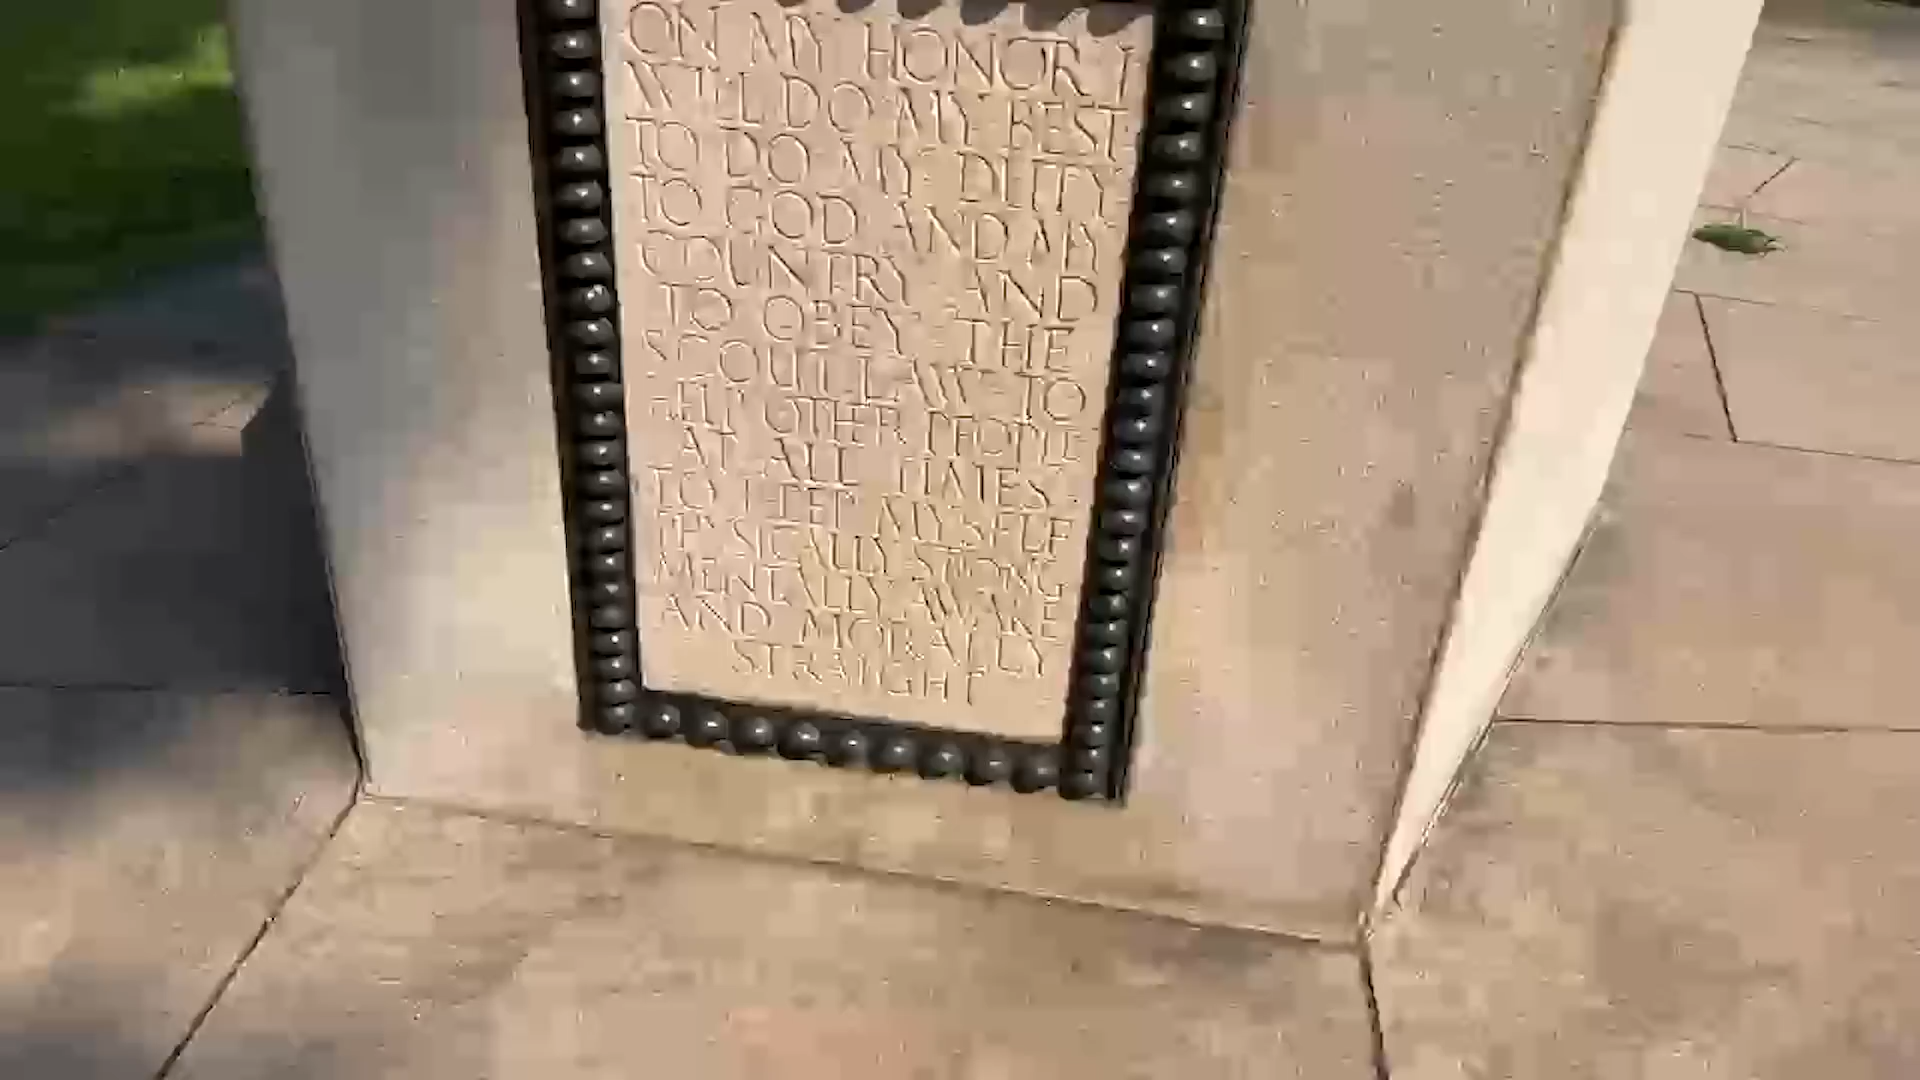 ON MY HONOR I
WILL DO MY BEST
TO DO MY DUTY
TO GOD AND MY
COUNTRY AND
TO OBEY THE
SCOUT LAW TO
HELP OTHER PEOPLE
AT ALL TIMES
TO KEEP MYSELF
PHYSICALLY STRONG
MENTALLY AWAKE
AND MORALLY
STRAIGHT